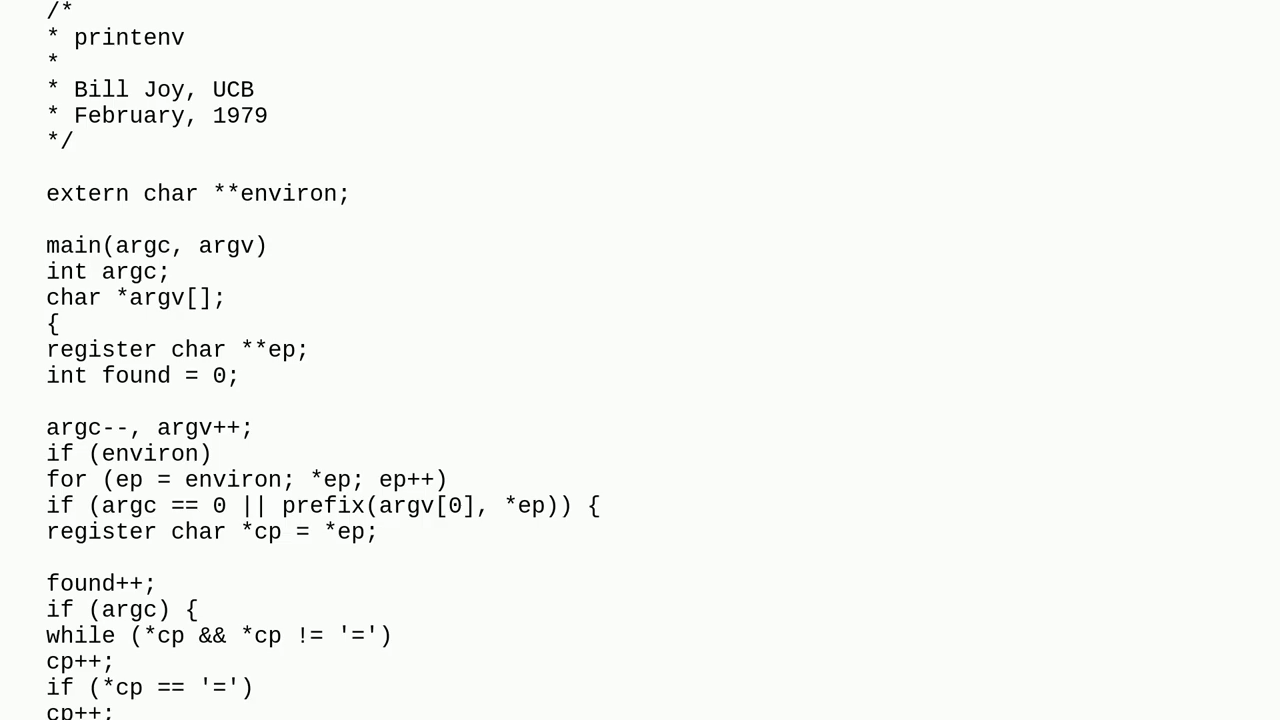 /*
* printenv
*
* Bill Joy, UCB
* February, 1979
*/

extern char **environ;

main(argc, argv)
int argc;
char *argv[];
{
register char **ep;
int found = 0;

argc--, argv++;
if (environ)
for (ep = environ; *ep; ep++)
if (argc == 0 || prefix(argv[0], *ep)) {
register char *cp = *ep;

found++;
if (argc) {
while (*cp && *cp != '=')
cp++;
if (*cp == '=')
cp++;